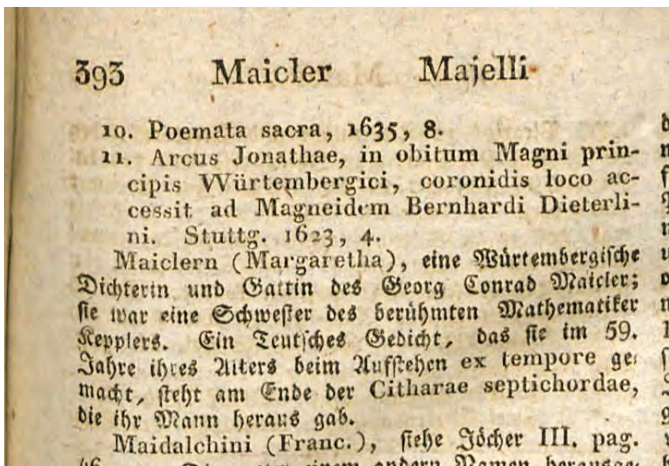 393 Maicler Majelli
10. Poemata sacra, 1635, 8.
11. Arcus Jonathae, in obitum Magni prin-
cipis Würtembergici, coronidis loco ac-
cessit ad Magneidem Bernhardi Dieterli-
ni. Stuttg. 1623, 4.
Maiclern (Margaretha), eine Würtembergische
Dichterin und Gattin des Georg Conrad Maicler;
sie war eine Schwester des berühmten Mathematiker
Kepplers. Ein Teutsches Gedicht, das sie im 59.
Jahre ihres Alters beim Aufstehen ex tempore ge-
macht, steht am Ende der Citharae septichordae,
die ihr Mann heraus gab.
Maidalchini (Franc.), siehe Jöcher III. pag.
einem andern Namen